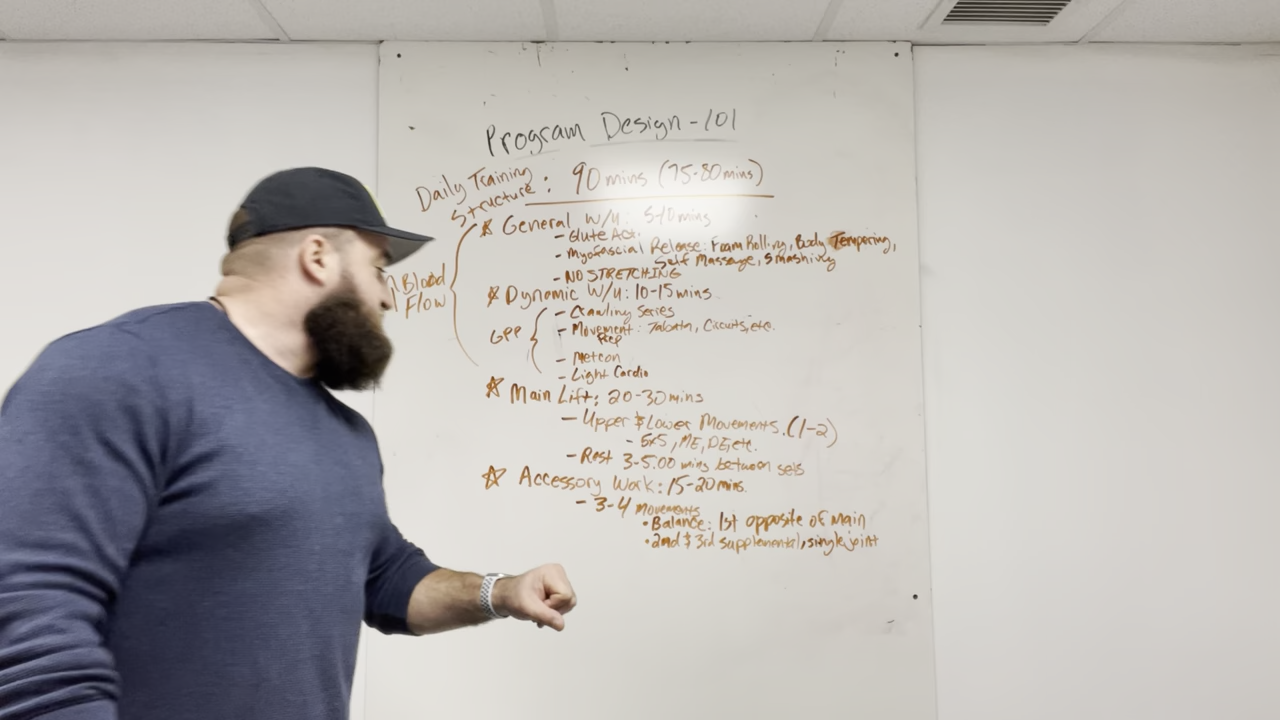 Program Design - 101
Daily Training
Structure: 90 mins (75-80 mins)
☆ General W/U: 5-10 mins
- Glute Act.
- Myofascial Release: Foam Rolling, Body Tempering,
Self Massage, Smashing
- NO STRETCHING
Blood
Flow
☆ Dynamic W/U: 10-15 mins
GPP
- Crawling Series
- Movement: Tabata, Circuits, etc.
Prep
- Metcon
- Light Cardio
☆ Main Lift: 20-30 mins
- Upper & Lower Movements. (1-2)
- 5x5, ME, DE, etc.
- Rest 3-5.00 mins between sets
☆ Accessory Work: 15-20 mins.
- 3-4 movements
• Balance: 1st opposite of main
• 2nd & 3rd supplemental, single joint